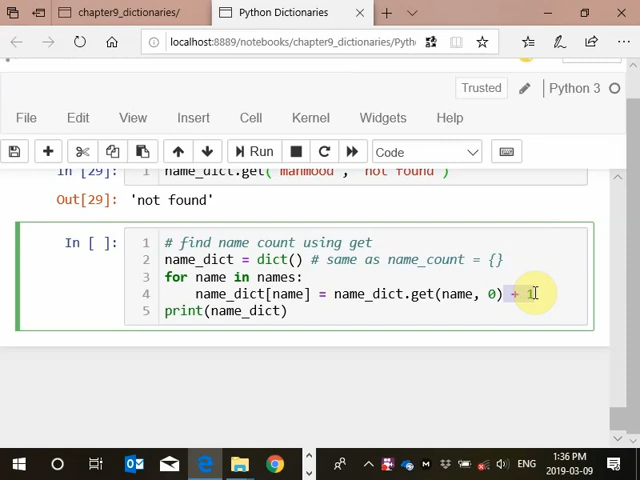 chapter9_dictionaries/
Python Dictionaries
localhost:8889/notebooks/chapter9_dictionaries/Pyth
Trusted
Python 3
File Edit View Insert Cell Kernel Widgets Help
Run
Code
In [29]: 1 name_dict.get("mahmood", "not found")
Out[29]: 'not found'
In [ ]:
1 # find name count using get
2 name_dict = dict() # same as name_count = {}
3 for name in names:
4 name_dict[name] = name_dict.get(name, 0) + 1
5 print(name_dict)
ENG
1:36 PM
2019-03-09